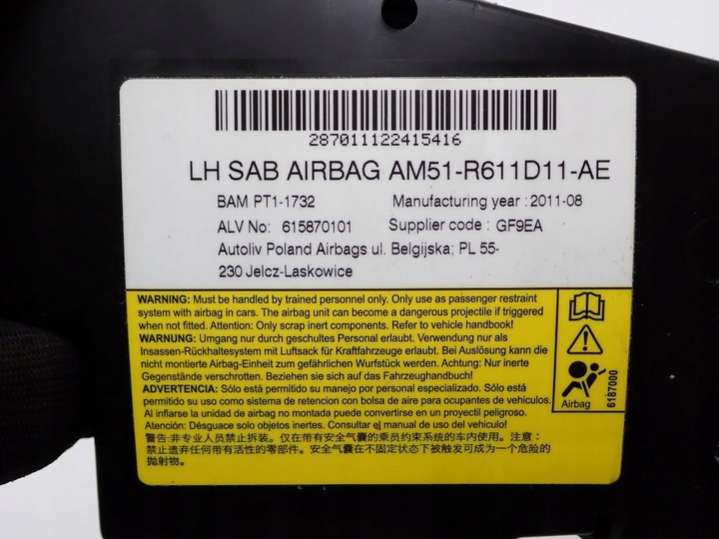 287011122415416
LH SAB AIRBAG AM51-R611D11-AE
BAM PT1-1732 Manufacturing year : 2011-08
ALV No: 615870101 Supplier code : GF9EA
Autoliv Poland Airbags ul. Belgijska; PL 55-
230 Jelcz-Laskowice
WARNING: Must be handled by trained personnel only. Only use as passenger restraint
system with airbag in cars. The airbag unit can become a dangerous projectile if triggered
when not fitted. Attention: Only scrap inert components. Refer to vehicle handbook!
WARNUNG: Umgang nur durch geschultes Personal erlaubt. Verwendung nur als
Insassen-Rückhaltesystem mit Luftsack für Kraftfahrzeuge erlaubt. Bei Auslösung kann die
nicht montierte Airbag-Einheit zum gefährlichen Wurfstück werden. Achtung: Nur inerte
Gegenstände verschrotten. Beziehen sie sich auf das Fahrzeughandbuch!
ADVERTENCIA: Sólo está permitido su manejo por personal especializado. Sólo está
permitido su uso como sistema de retencion con bolsa de aire para ocupantes de vehículos.
Al inflarse la unidad de airbag no montada puede convertirse en un proyectil peligroso.
Atención: Désguace solo objetos inertes. Consultar ej manual de uso del vehículo!
警告:非专业人员禁止拆装。仅在带有安全气囊的乘员约束系统的车内使用。注意:
禁止遗弃任何带有活性的零部件。安全气囊在不固定状态下被触发可成为一个危险的
抛射物。
Airbag
6187000